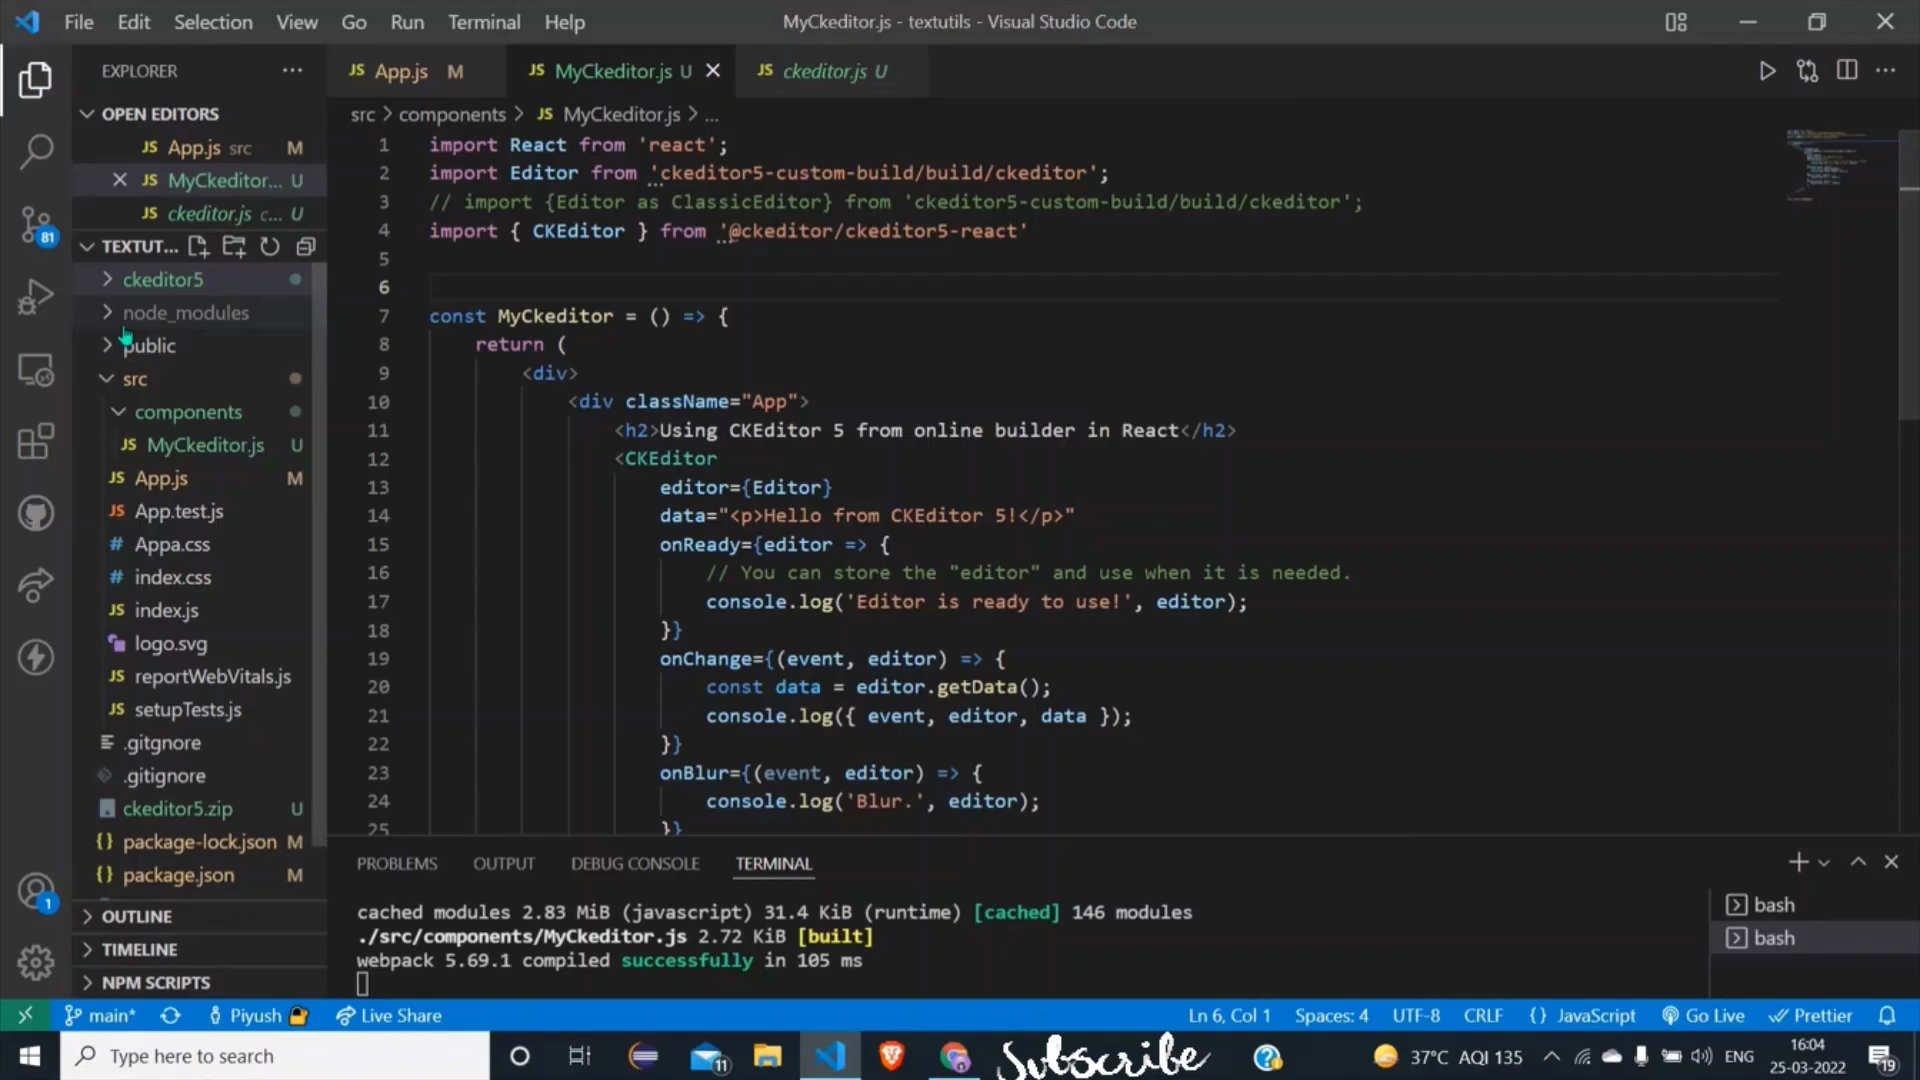 File Edit Selection View Go Run Terminal Help MyCkeditor.js - textutils - Visual Studio Code
EXPLORER
JS App.js M JS MyCkeditor.js U JS ckeditor.js U
OPEN EDITORS
JS App.js src M
JS MyCkeditor... U
JS ckeditor.js c... U
81
TEXTUT...
ckeditor5
node_modules
public
src
components
JS MyCkeditor.js U
JS App.js M
JS App.test.js
# Appa.css
# index.css
JS index.js
logo.svg
JS reportWebVitals.js
JS setupTests.js
.gitgnore
.gitignore
ckeditor5.zip U
{} package-lock.json M
{} package.json M
1
OUTLINE
TIMELINE
NPM SCRIPTS
src > components > JS MyCkeditor.js > ...
1 import React from 'react';
2 import Editor from 'ckeditor5-custom-build/build/ckeditor';
3 // import {Editor as ClassicEditor} from 'ckeditor5-custom-build/build/ckeditor';
4 import { CKEditor } from '@ckeditor/ckeditor5-react'
5
6
7 const MyCkeditor = () => {
8 return (
9 <div>
10 <div className="App">
11 <h2>Using CKEditor 5 from online builder in React</h2>
12 <CKEditor
13 editor={Editor}
14 data="<p>Hello from CKEditor 5!</p>"
15 onReady={editor => {
16 // You can store the "editor" and use when it is needed.
17 console.log('Editor is ready to use!', editor);
18 }}
19 onChange={(event, editor) => {
20 const data = editor.getData();
21 console.log({ event, editor, data });
22 }}
23 onBlur={(event, editor) => {
24 console.log('Blur.', editor);
25 }}
PROBLEMS OUTPUT DEBUG CONSOLE TERMINAL
cached modules 2.83 MiB (javascript) 31.4 KiB (runtime) [cached] 146 modules
./src/components/MyCkeditor.js 2.72 KiB [built]
webpack 5.69.1 compiled successfully in 105 ms
bash
bash
main* Piyush Live Share Ln 6, Col 1 Spaces: 4 UTF-8 CRLF {} JavaScript Go Live Prettier
Type here to search 11 Subscribe 37°C AQI 135 ENG 16:04
25-03-2022 19